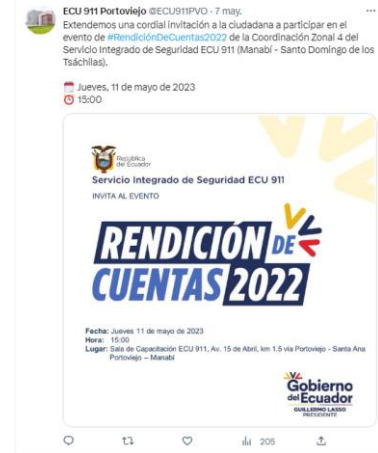 ECU 911 Portoviejo @ECU911PVO · 7 may.
Extendemos una cordial invitación a la ciudadana a participar en el
evento de #RendiciónDeCuentas2022 de la Coordinación Zonal 4 del
Servicio Integrado de Seguridad ECU 911 (Manabí - Santo Domingo de los
Tsáchilas).
Jueves, 11 de mayo de 2023
15:00
República
del Ecuador
Servicio Integrado de Seguridad ECU 911
INVITA AL EVENTO
RENDICIÓN DE
CUENTAS 2022
Fecha: Jueves 11 de mayo de 2023
Hora: 15:00
Lugar: Sala de Capacitación ECU 911, Av. 15 de Abril, km 1.5 vía Portoviejo - Santa Ana
Portoviejo – Manabí
Gobierno
del Ecuador
GUILLERMO LASSO
PRESIDENTE
205